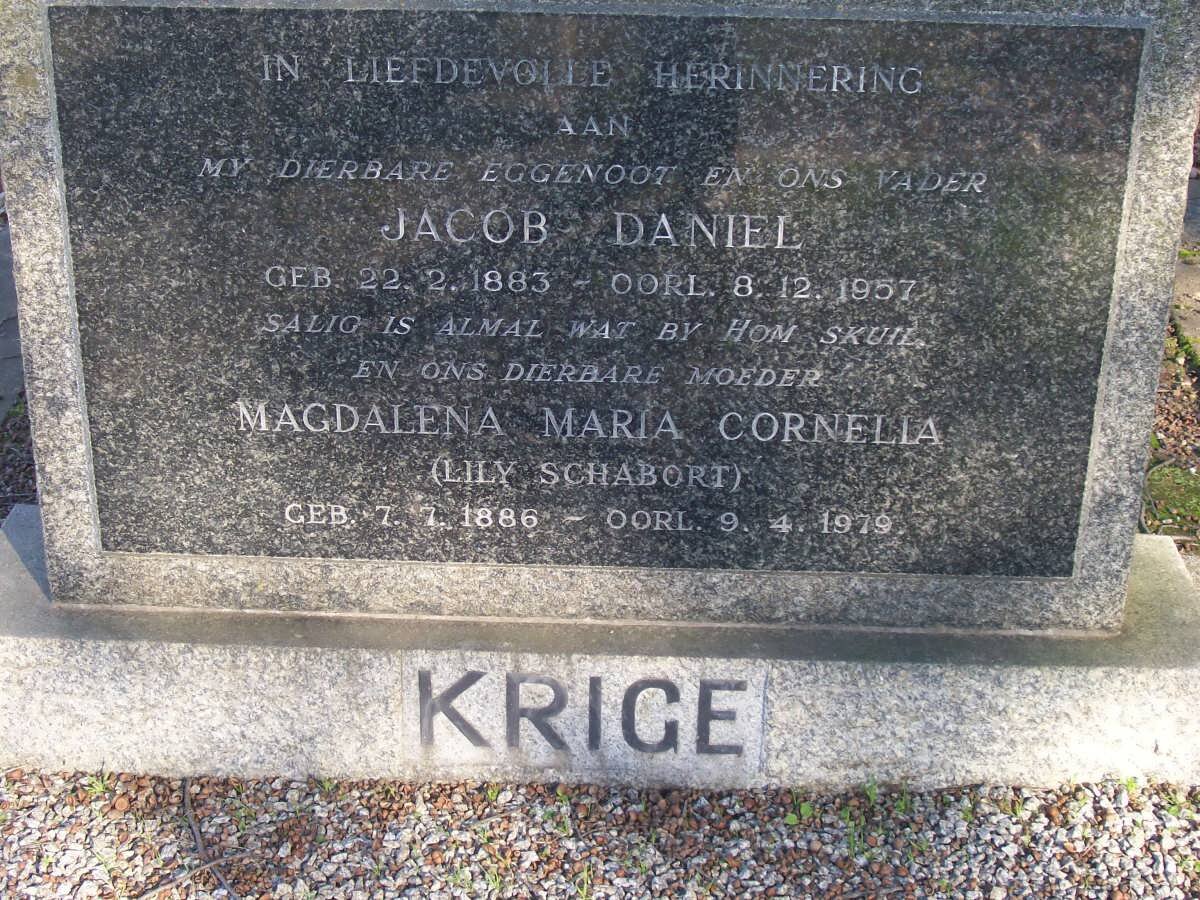 IN LIEFDEVOLLE HERINNERING
AAN
MY DIERBARE EGGENOOT EN ONS VADER
JACOB DANIEL
GEB. 22. 2. 1883 – OORL. 8. 12. 1957
SALIG IS ALMAL WAT BY HOM SKUIL.
EN ONS DIERBARE MOEDER
MAGDALENA MARIA CORNELIA
(LILY SCHABORT)
GEB. 7. 7. 1886 – OORL. 9. 4. 1979
KRIGE